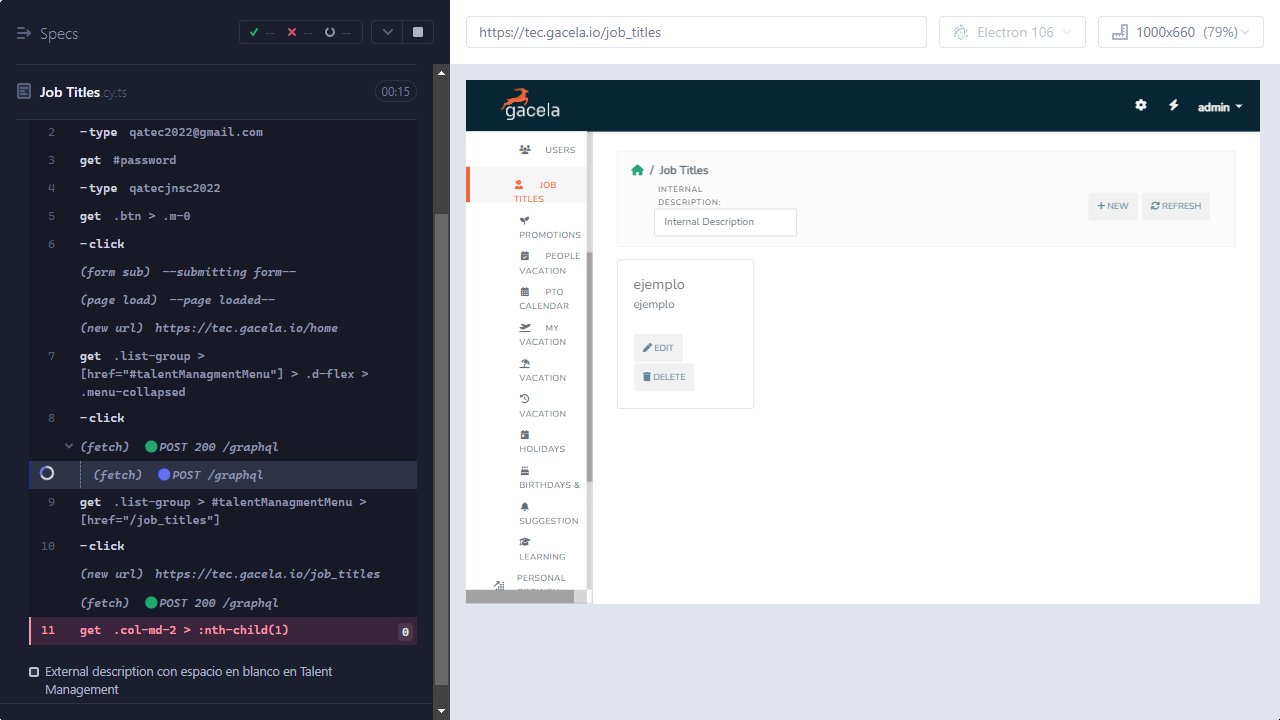 Specs
-- -- --
https://tec.gacela.io/job_titles
Electron 106
1000x660 (79%)
Job Titles.cy.ts
00:15
2 -type qatec2022@gmail.com
3 get #password
4 -type qatecjnsc2022
5 get .btn > .m-0
6 -click
(form sub) --submitting form--
(page load) --page loaded--
(new url) https://tec.gacela.io/home
7 get .list-group >
[href="#talentManagmentMenu"] > .d-flex >
.menu-collapsed
8 -click
(fetch) POST 200 /graphql
(fetch) POST /graphql
9 get .list-group > #talentManagmentMenu >
[href="/job_titles"]
10 -click
(new url) https://tec.gacela.io/job_titles
(fetch) POST 200 /graphql
11 get .col-md-2 > :nth-child(1) 0
External description con espacio en blanco en Talent
Management
gacela
admin
USERS
JOB
TITLES
PROMOTIONS
PEOPLE
VACATION
PTO
CALENDAR
MY
VACATION
VACATION
VACATION
HOLIDAYS
BIRTHDAYS &
SUGGESTION
LEARNING
PERSONAL
/ Job Titles
INTERNAL
DESCRIPTION:
Internal Description
NEW
REFRESH
ejemplo
ejemplo
EDIT
DELETE